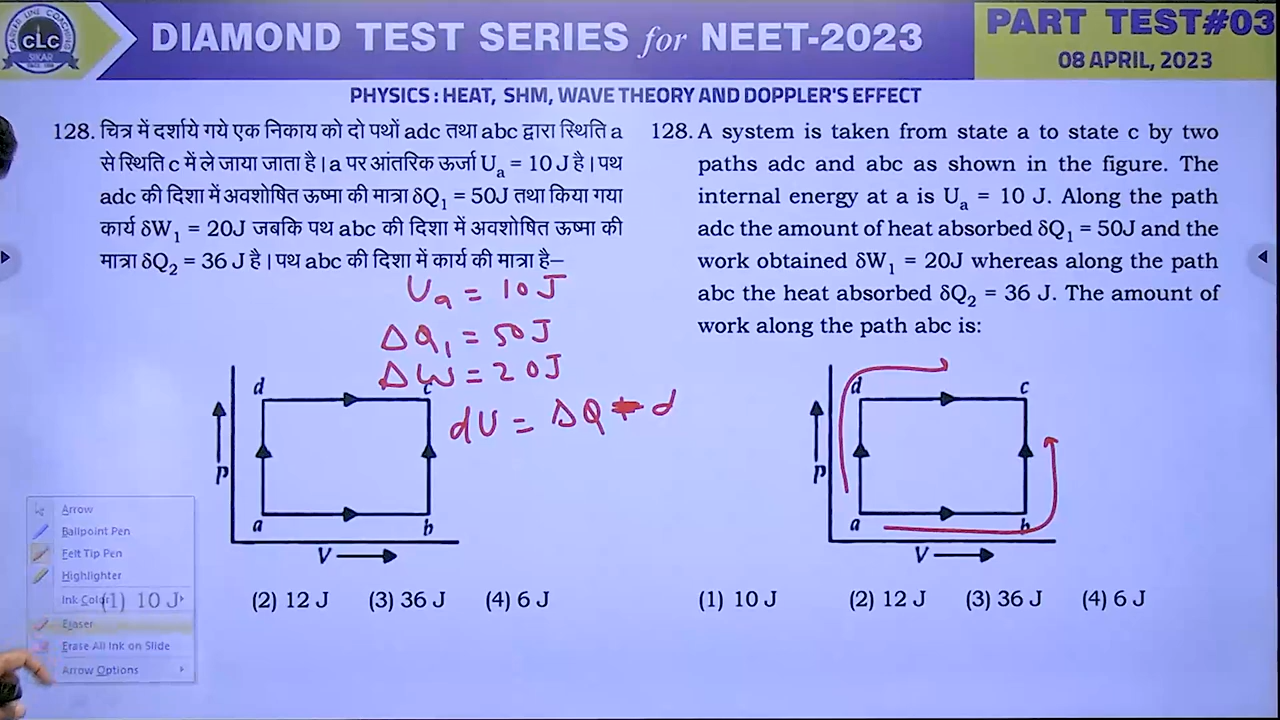 CAREER LINE COACHING
CLC
SIKAR
DIAMOND TEST SERIES for NEET-2023
PART TEST#03
08 APRIL, 2023
PHYSICS : HEAT, SHM, WAVE THEORY AND DOPPLER'S EFFECT
128. चित्र में दर्शाये गये एक निकाय को दो पथों adc तथा abc द्वारा स्थिति a
से स्थिति c में ले जाया जाता है। a पर आंतरिक ऊर्जा Uₐ = 10 J है। पथ
adc की दिशा में अवशोषित ऊष्मा की मात्रा δQ₁ = 50J तथा किया गया
कार्य δW₁ = 20J जबकि पथ abc की दिशा में अवशोषित ऊष्मा की
मात्रा δQ₂ = 36 J है। पथ abc की दिशा में कार्य की मात्रा है–
Uₐ = 10 J
ΔQ₁ = 50J
ΔW = 20J
dU = ΔQ - d
d
c
P
a
b
V
(1) 10 J (2) 12 J (3) 36 J (4) 6 J
Arrow
Ballpoint Pen
Felt Tip Pen
Highlighter
Ink Color
Eraser
Erase All Ink on Slide
Arrow Options
128. A system is taken from state a to state c by two
paths adc and abc as shown in the figure. The
internal energy at a is Uₐ = 10 J. Along the path
adc the amount of heat absorbed δQ₁ = 50J and the
work obtained δW₁ = 20J whereas along the path
abc the heat absorbed δQ₂ = 36 J. The amount of
work along the path abc is:
d
c
P
a
b
V
(1) 10 J (2) 12 J (3) 36 J (4) 6 J